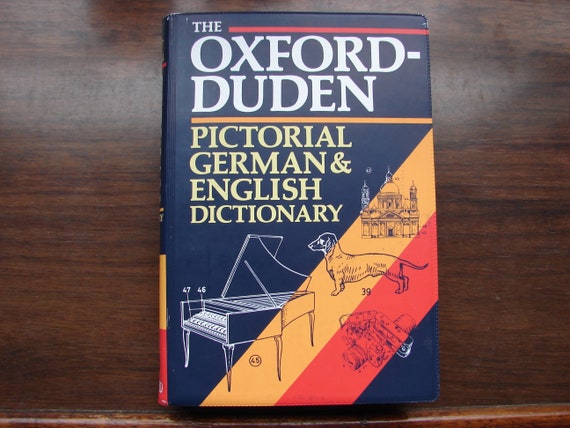 THE
OXFORD-
DUDEN
PICTORIAL
GERMAN &
ENGLISH
DICTIONARY
39
47 46
45